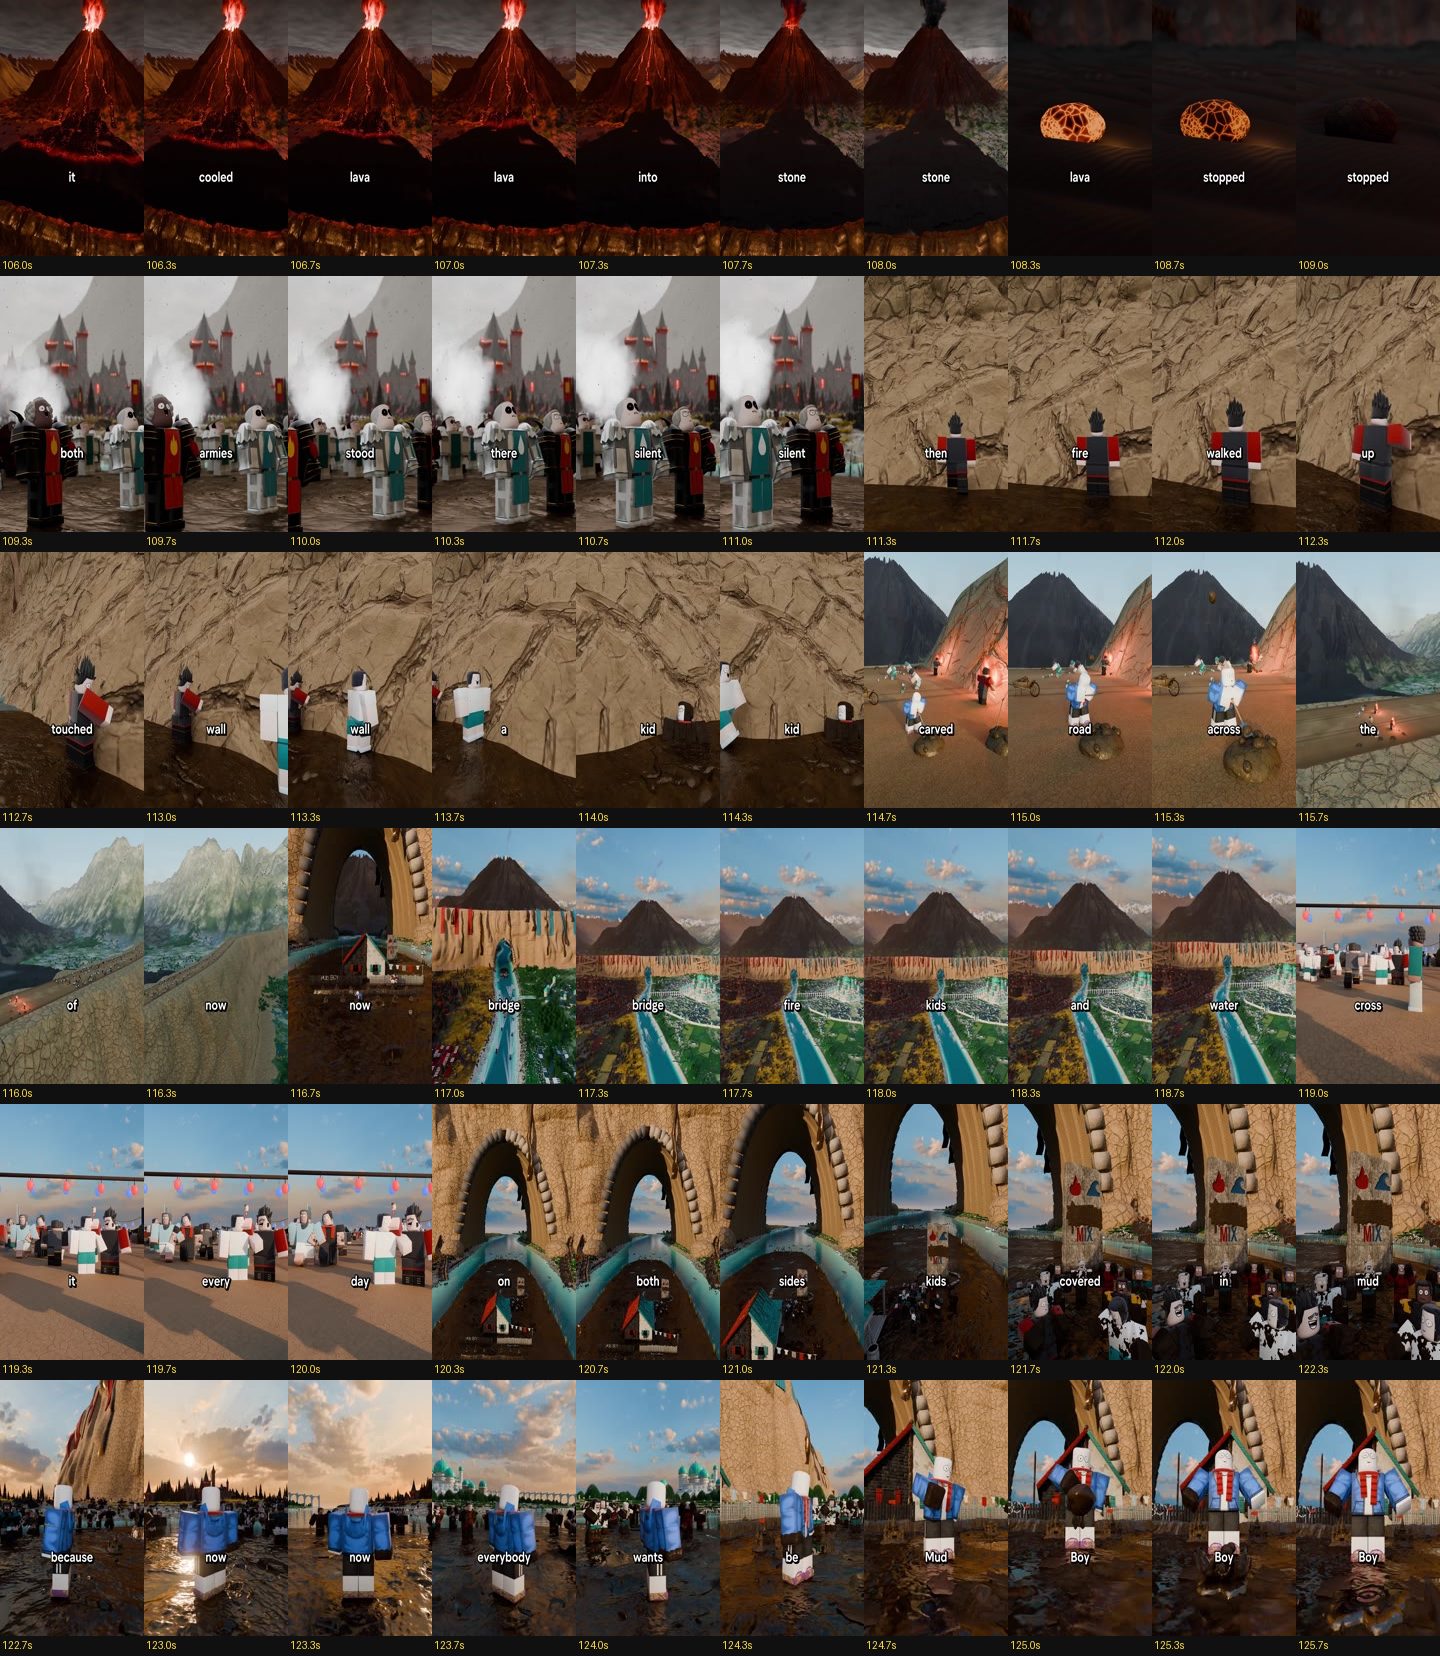 it cooled lava lava into stone stone lava stopped stopped
106.0s 106.3s 106.7s 107.0s 107.3s 107.7s 108.0s 108.3s 108.7s 109.0s
both armies stood there silent silent then fire walked up
109.3s 109.7s 110.0s 110.3s 110.7s 111.0s 111.3s 111.7s 112.0s 112.3s
touched wall wall a kid kid carved road across the
112.7s 113.0s 113.3s 113.7s 114.0s 114.3s 114.7s 115.0s 115.3s 115.7s
of now now bridge bridge fire kids and water cross
116.0s 116.3s 116.7s 117.0s 117.3s 117.7s 118.0s 118.3s 118.7s 119.0s
MIX MIX MIX
it every day on both sides kids covered in mud
119.3s 119.7s 120.0s 120.3s 120.7s 121.0s 121.3s 121.7s 122.0s 122.3s
because now now everybody wants be Mud Boy Boy Boy
122.7s 123.0s 123.3s 123.7s 124.0s 124.3s 124.7s 125.0s 125.3s 125.7s